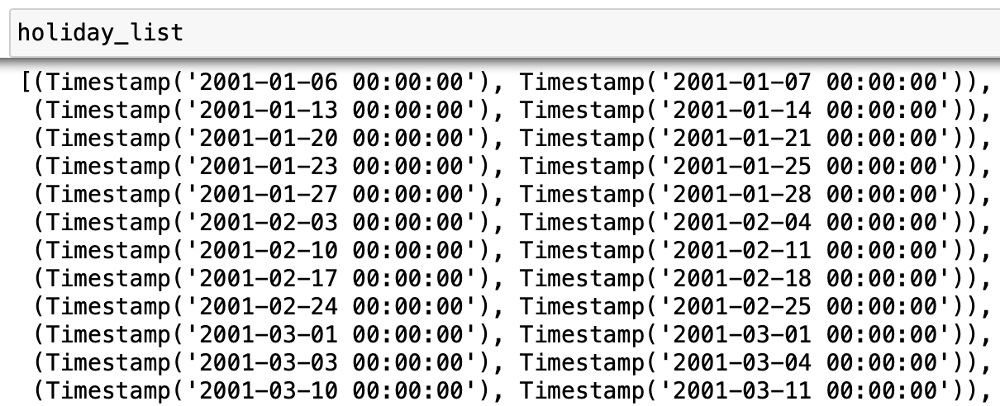 holiday_list
[(Timestamp('2001-01-06 00:00:00'), Timestamp('2001-01-07 00:00:00')),
(Timestamp('2001-01-13 00:00:00'), Timestamp('2001-01-14 00:00:00')),
(Timestamp('2001-01-20 00:00:00'), Timestamp('2001-01-21 00:00:00')),
(Timestamp('2001-01-23 00:00:00'), Timestamp('2001-01-25 00:00:00')),
(Timestamp('2001-01-27 00:00:00'), Timestamp('2001-01-28 00:00:00')),
(Timestamp('2001-02-03 00:00:00'), Timestamp('2001-02-04 00:00:00')),
(Timestamp('2001-02-10 00:00:00'), Timestamp('2001-02-11 00:00:00')),
(Timestamp('2001-02-17 00:00:00'), Timestamp('2001-02-18 00:00:00')),
(Timestamp('2001-02-24 00:00:00'), Timestamp('2001-02-25 00:00:00')),
(Timestamp('2001-03-01 00:00:00'), Timestamp('2001-03-01 00:00:00')),
(Timestamp('2001-03-03 00:00:00'), Timestamp('2001-03-04 00:00:00')),
(Timestamp('2001-03-10 00:00:00'), Timestamp('2001-03-11 00:00:00')),